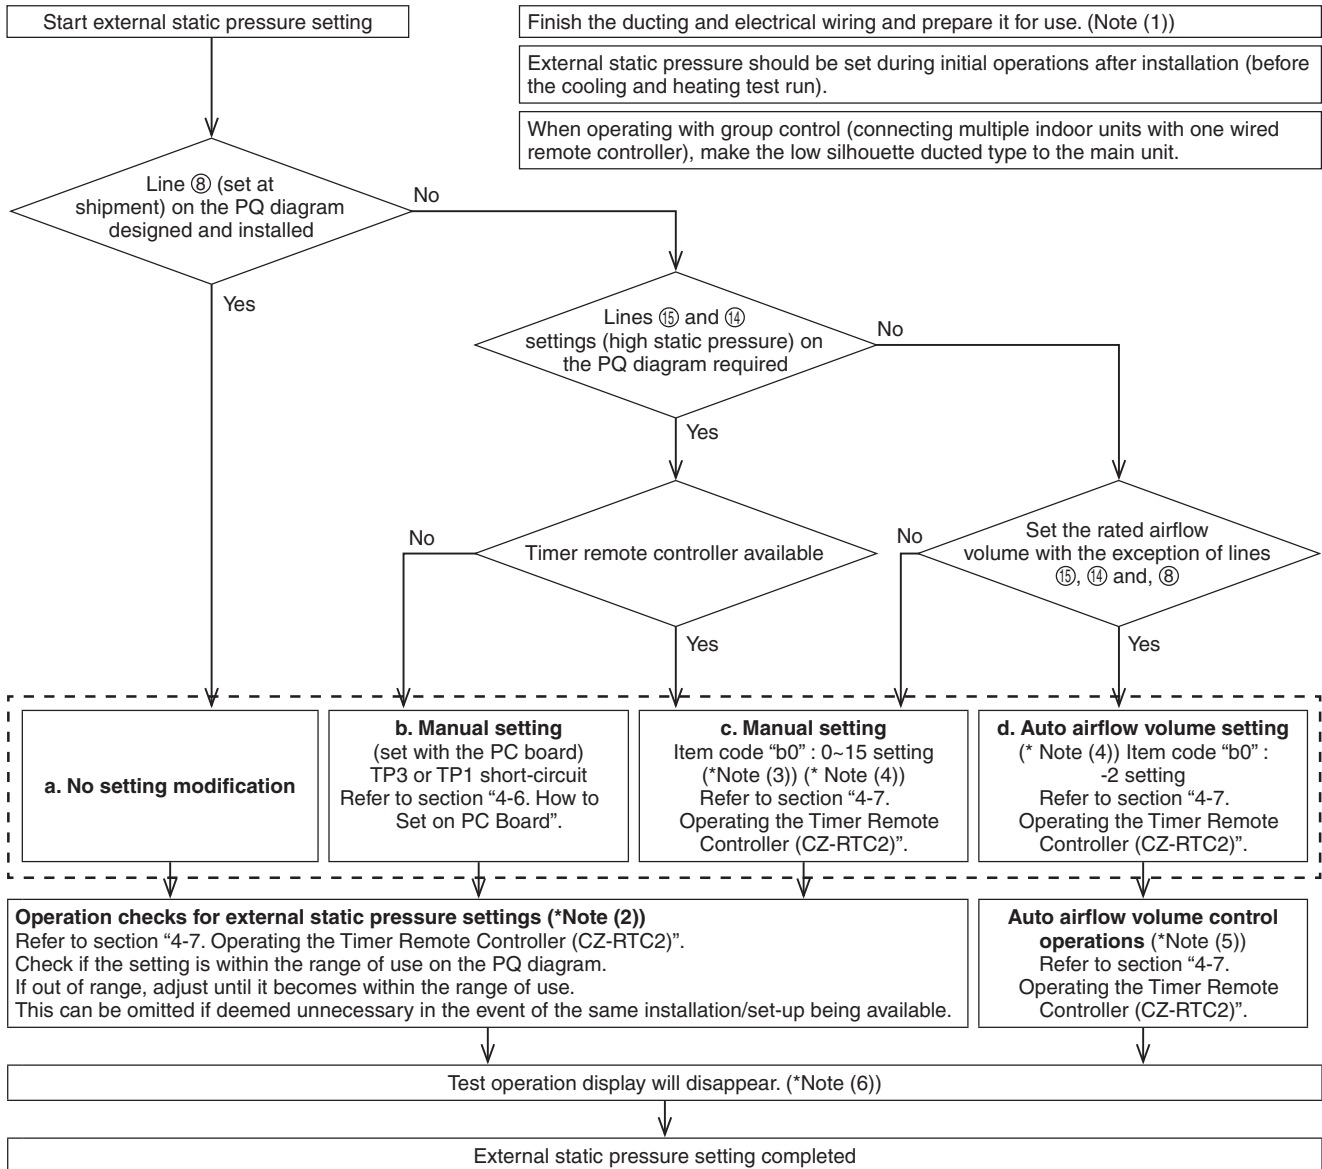 Start external static pressure setting
Finish the ducting and electrical wiring and prepare it for use. (Note (1))
External static pressure should be set during initial operations after installation (before
the cooling and heating test run).
When operating with group control (connecting multiple indoor units with one wired
remote controller), make the low silhouette ducted type to the main unit.
Line ⑧ (set at
shipment) on the PQ diagram
designed and installed
No
Yes
Lines ⑮ and ⑭
settings (high static pressure) on
the PQ diagram required
No
Yes
Timer remote controller available
No
Yes
Set the rated airflow
volume with the exception of lines
⑮, ⑭ and, ⑧
No
Yes
a. No setting modification
b. Manual setting
(set with the PC board)
TP3 or TP1 short-circuit
Refer to section “4-6. How to
Set on PC Board”.
c. Manual setting
Item code “b0” : 0~15 setting
(*Note (3)) (* Note (4))
Refer to section “4-7.
Operating the Timer Remote
Controller (CZ-RTC2)”.
d. Auto airflow volume setting
(* Note (4)) Item code “b0” :
-2 setting
Refer to section “4-7.
Operating the Timer Remote
Controller (CZ-RTC2)”.
Operation checks for external static pressure settings (*Note (2))
Refer to section “4-7. Operating the Timer Remote Controller (CZ-RTC2)”.
Check if the setting is within the range of use on the PQ diagram.
If out of range, adjust until it becomes within the range of use.
This can be omitted if deemed unnecessary in the event of the same installation/set-up being available.
Auto airflow volume control
operations (*Note (5))
Refer to section “4-7.
Operating the Timer Remote
Controller (CZ-RTC2)”.
Test operation display will disappear. (*Note (6))
External static pressure setting completed